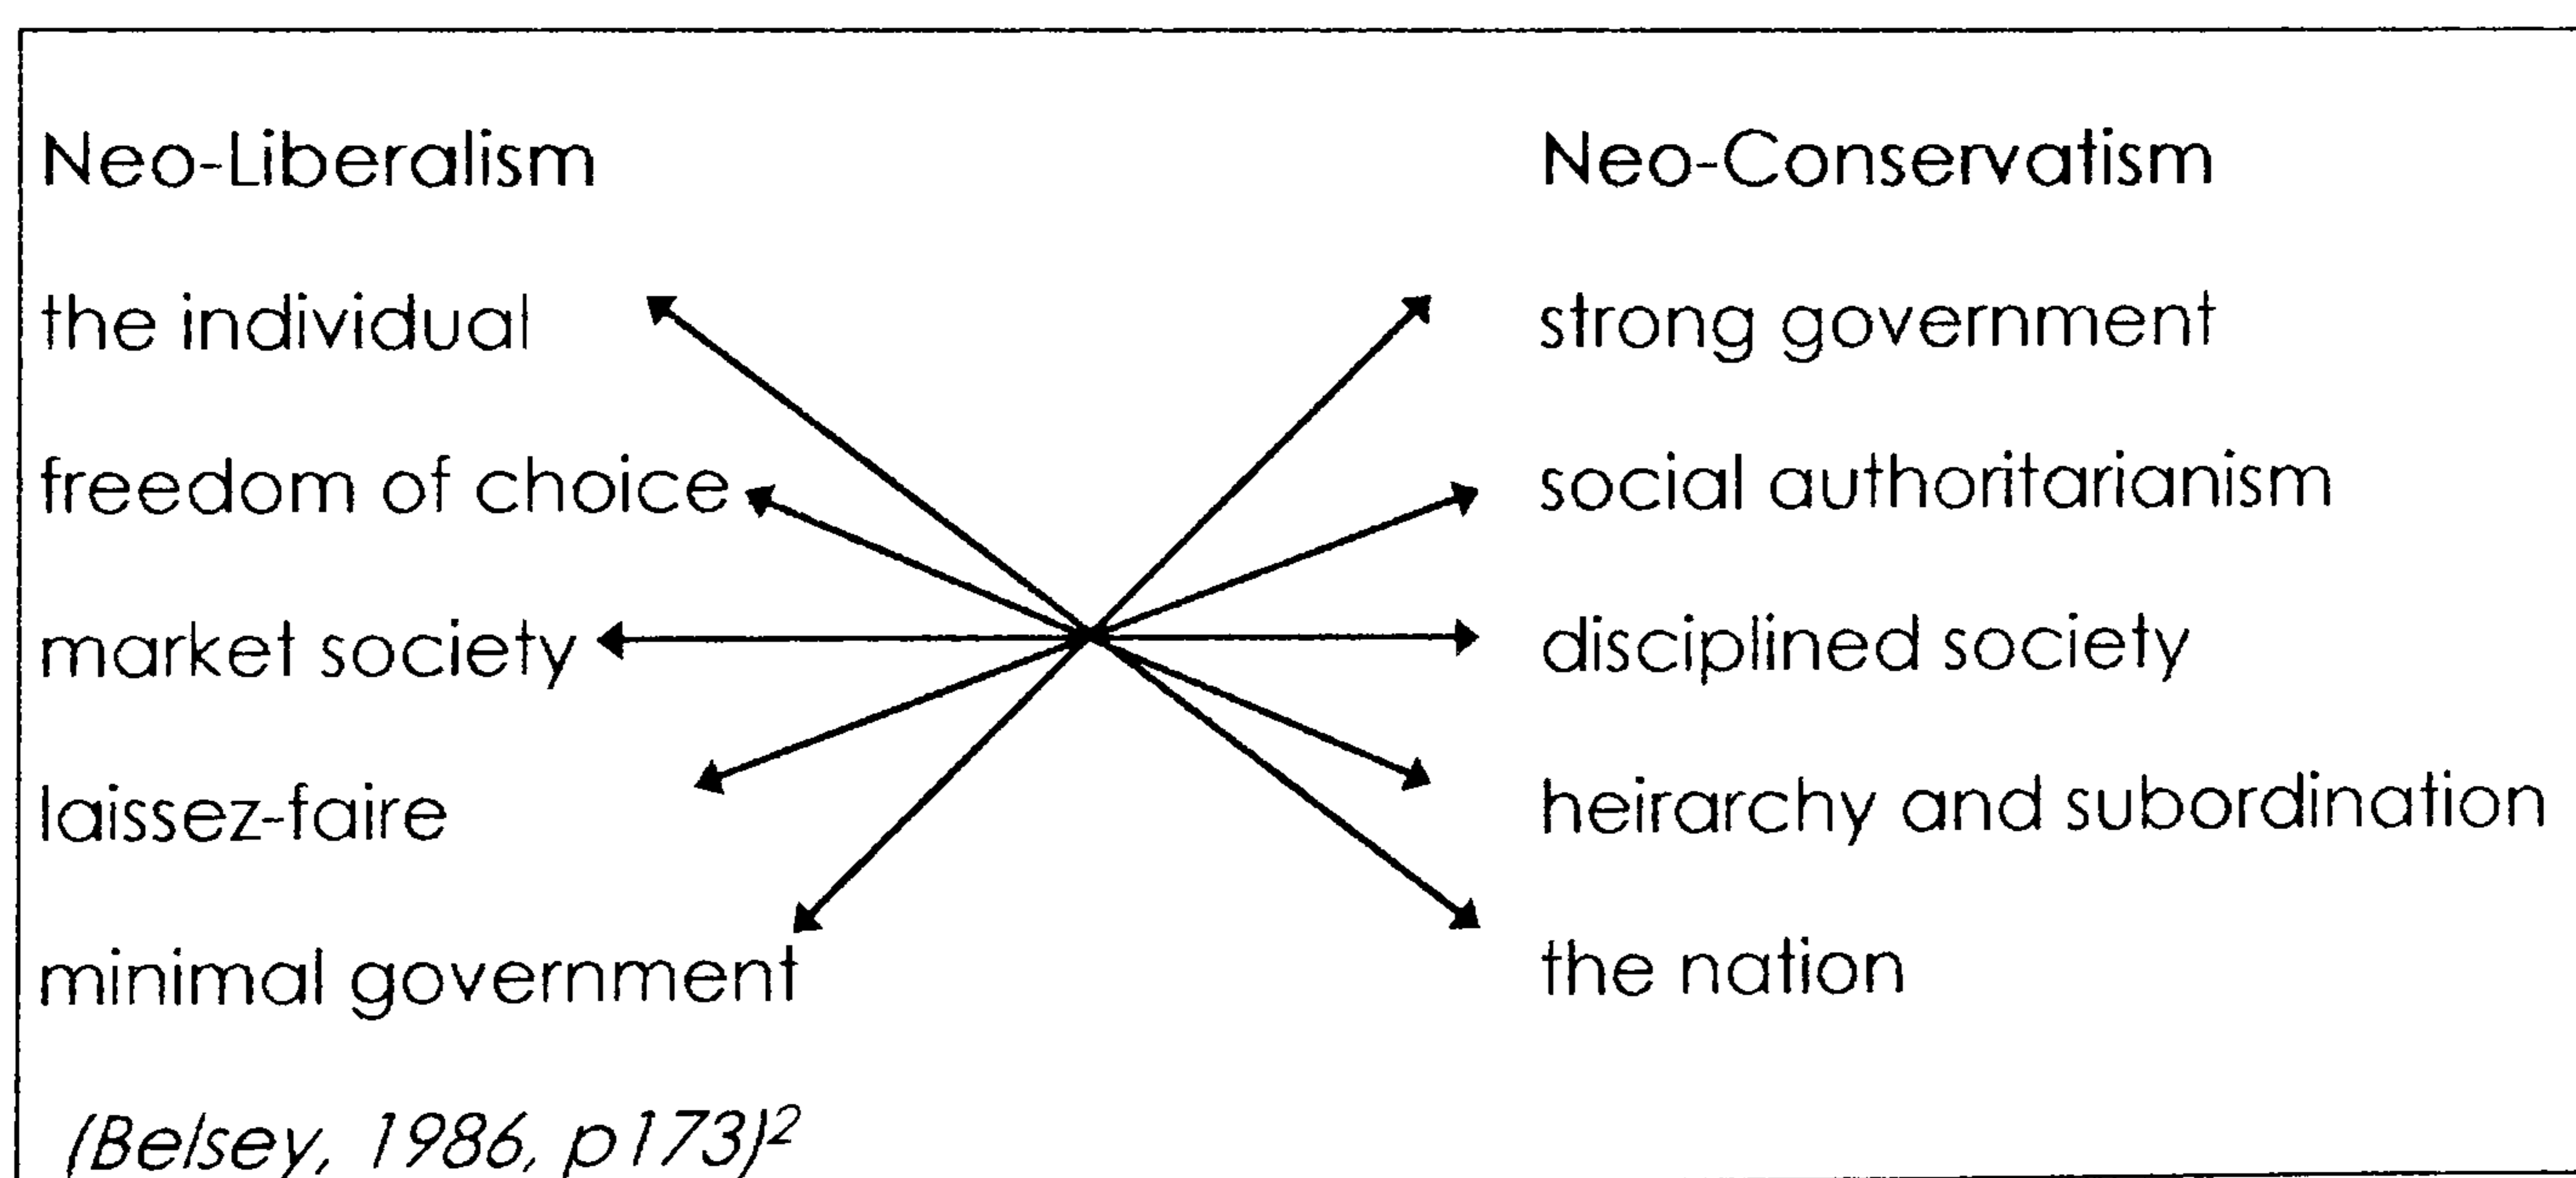 Neo-Liberalism Neo-Conservatism
the individual strong government
freedom of choice social authoritarianism
market society disciplined society
laissez-faire heirarchy and subordination
minimal government the nation
(Belsey, 1986, p173)²